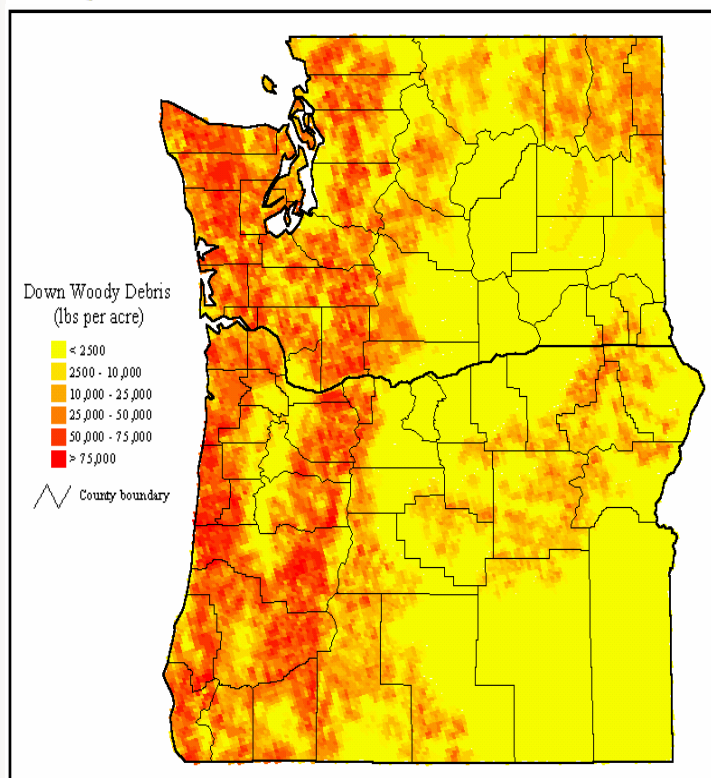 Down Woody Debris
(lbs per acre)
< 2500
2500 - 10,000
10,000 - 25,000
25,000 - 50,000
50,000 - 75,000
> 75,000
County boundary